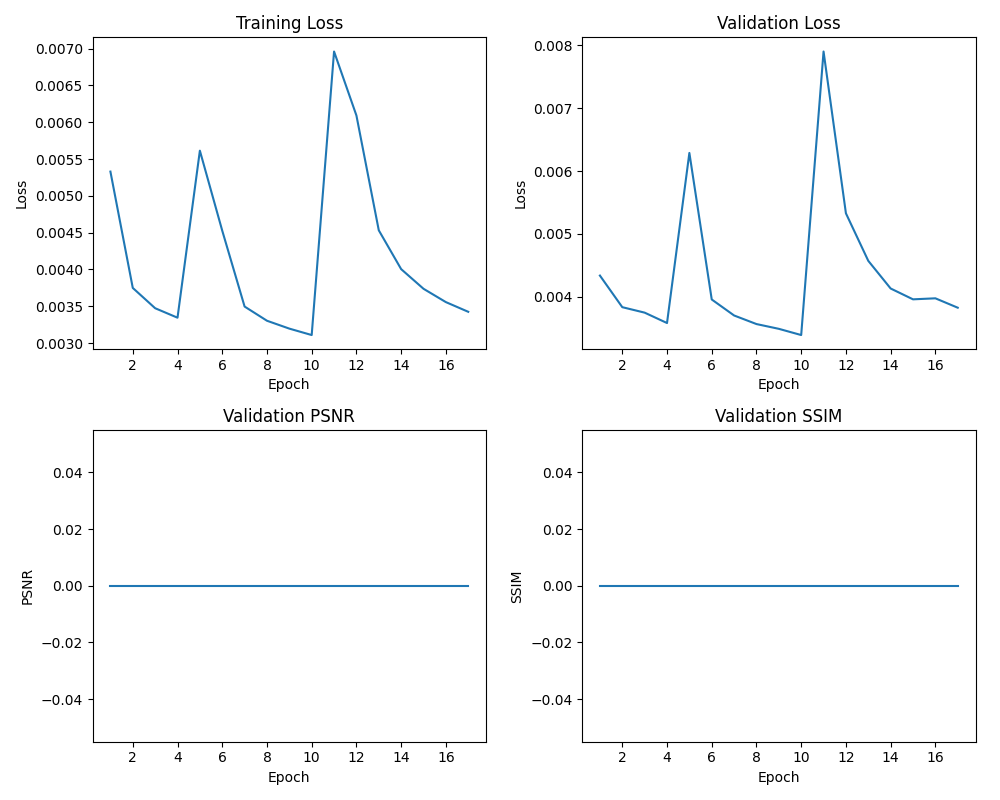 Training Loss
Loss
0.0070
0.0065
0.0060
0.0055
0.0050
0.0045
0.0040
0.0035
0.0030
2 4 6 8 10 12 14 16
Epoch
Validation Loss
Loss
0.008
0.007
0.006
0.005
0.004
2 4 6 8 10 12 14 16
Epoch
Validation PSNR
PSNR
0.04
0.02
0.00
−0.02
−0.04
2 4 6 8 10 12 14 16
Epoch
Validation SSIM
SSIM
0.04
0.02
0.00
−0.02
−0.04
2 4 6 8 10 12 14 16
Epoch